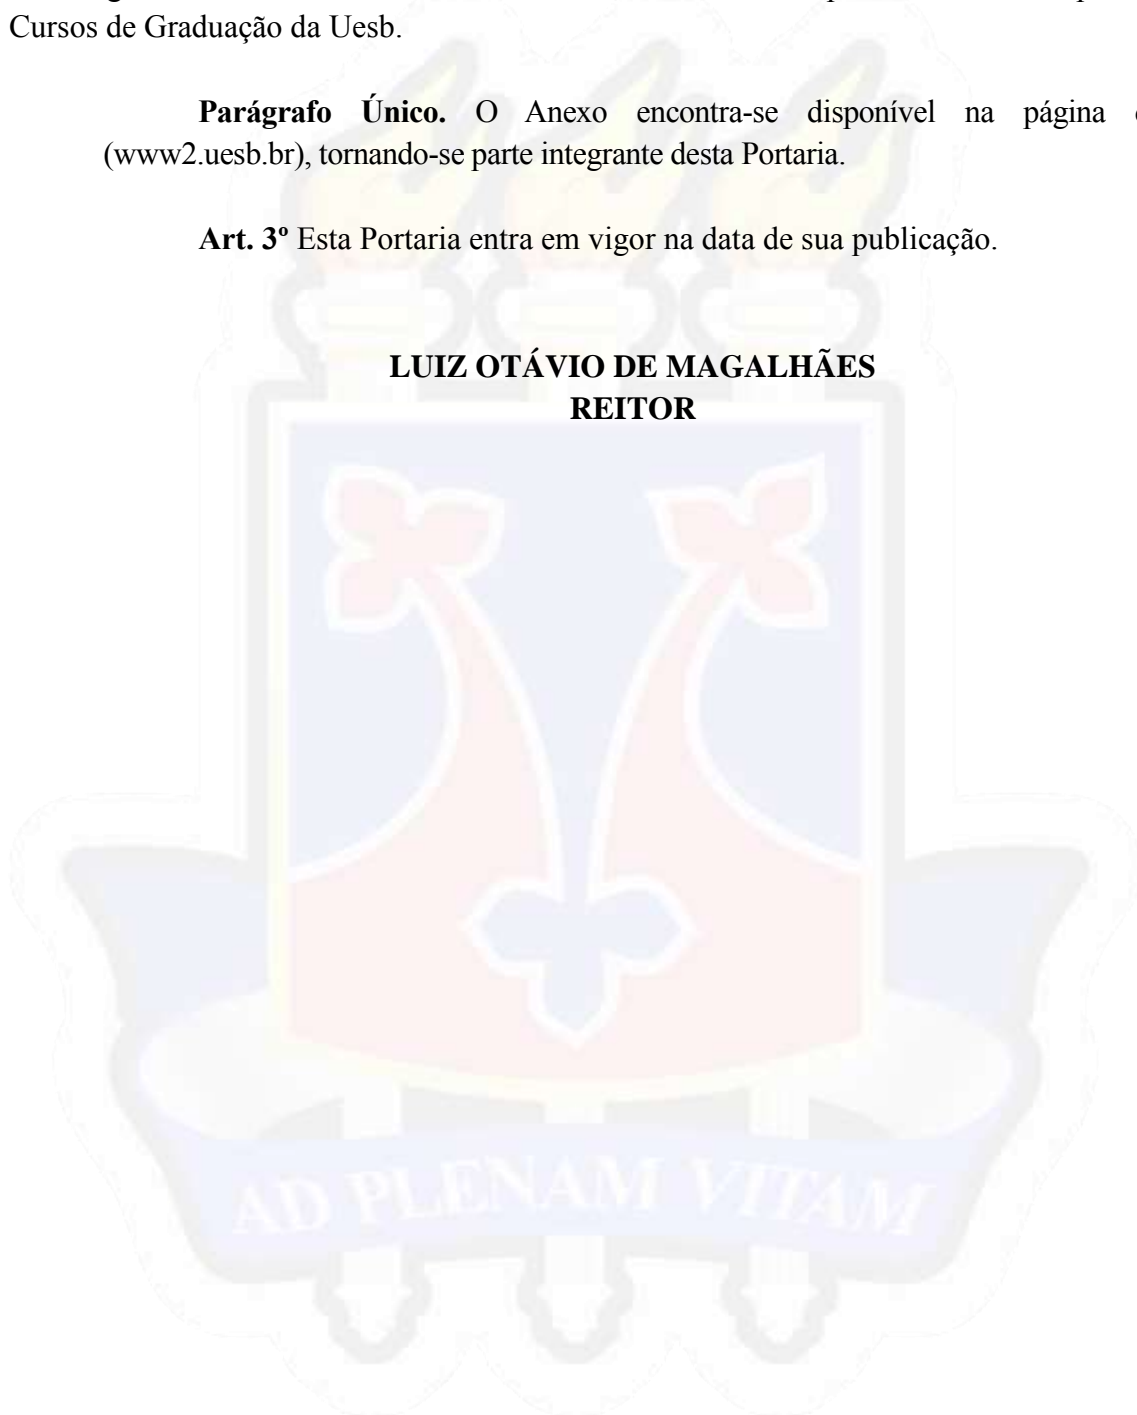 Cursos de Graduação da Uesb.
Parágrafo Único. O Anexo encontra-se disponível na página
(www2.uesb.br), tornando-se parte integrante desta Portaria.
Art. 3º Esta Portaria entra em vigor na data de sua publicação.
LUIZ OTÁVIO DE MAGALHÃES
REITOR
AD PLENAM VITAM